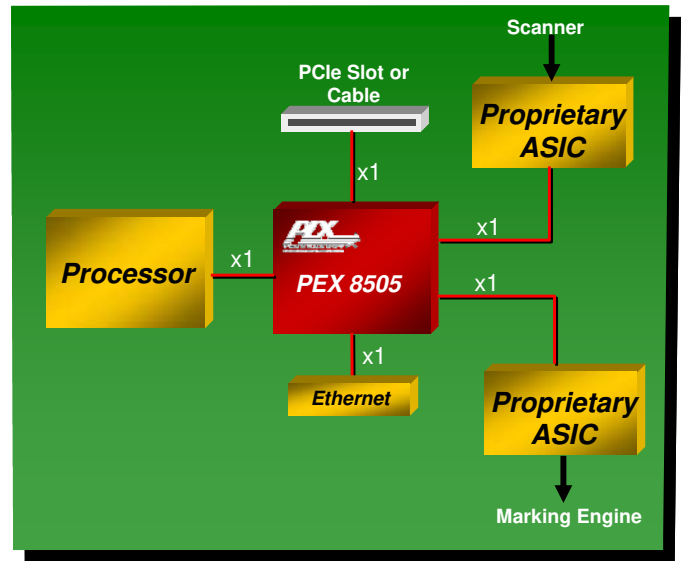 Scanner
PCIe Slot or
Cable
Proprietary
ASIC
x1
x1
PLX
TECHNOLOGY
Processor
x1
PEX 8505
x1
x1
Ethernet
Proprietary
ASIC
Marking Engine